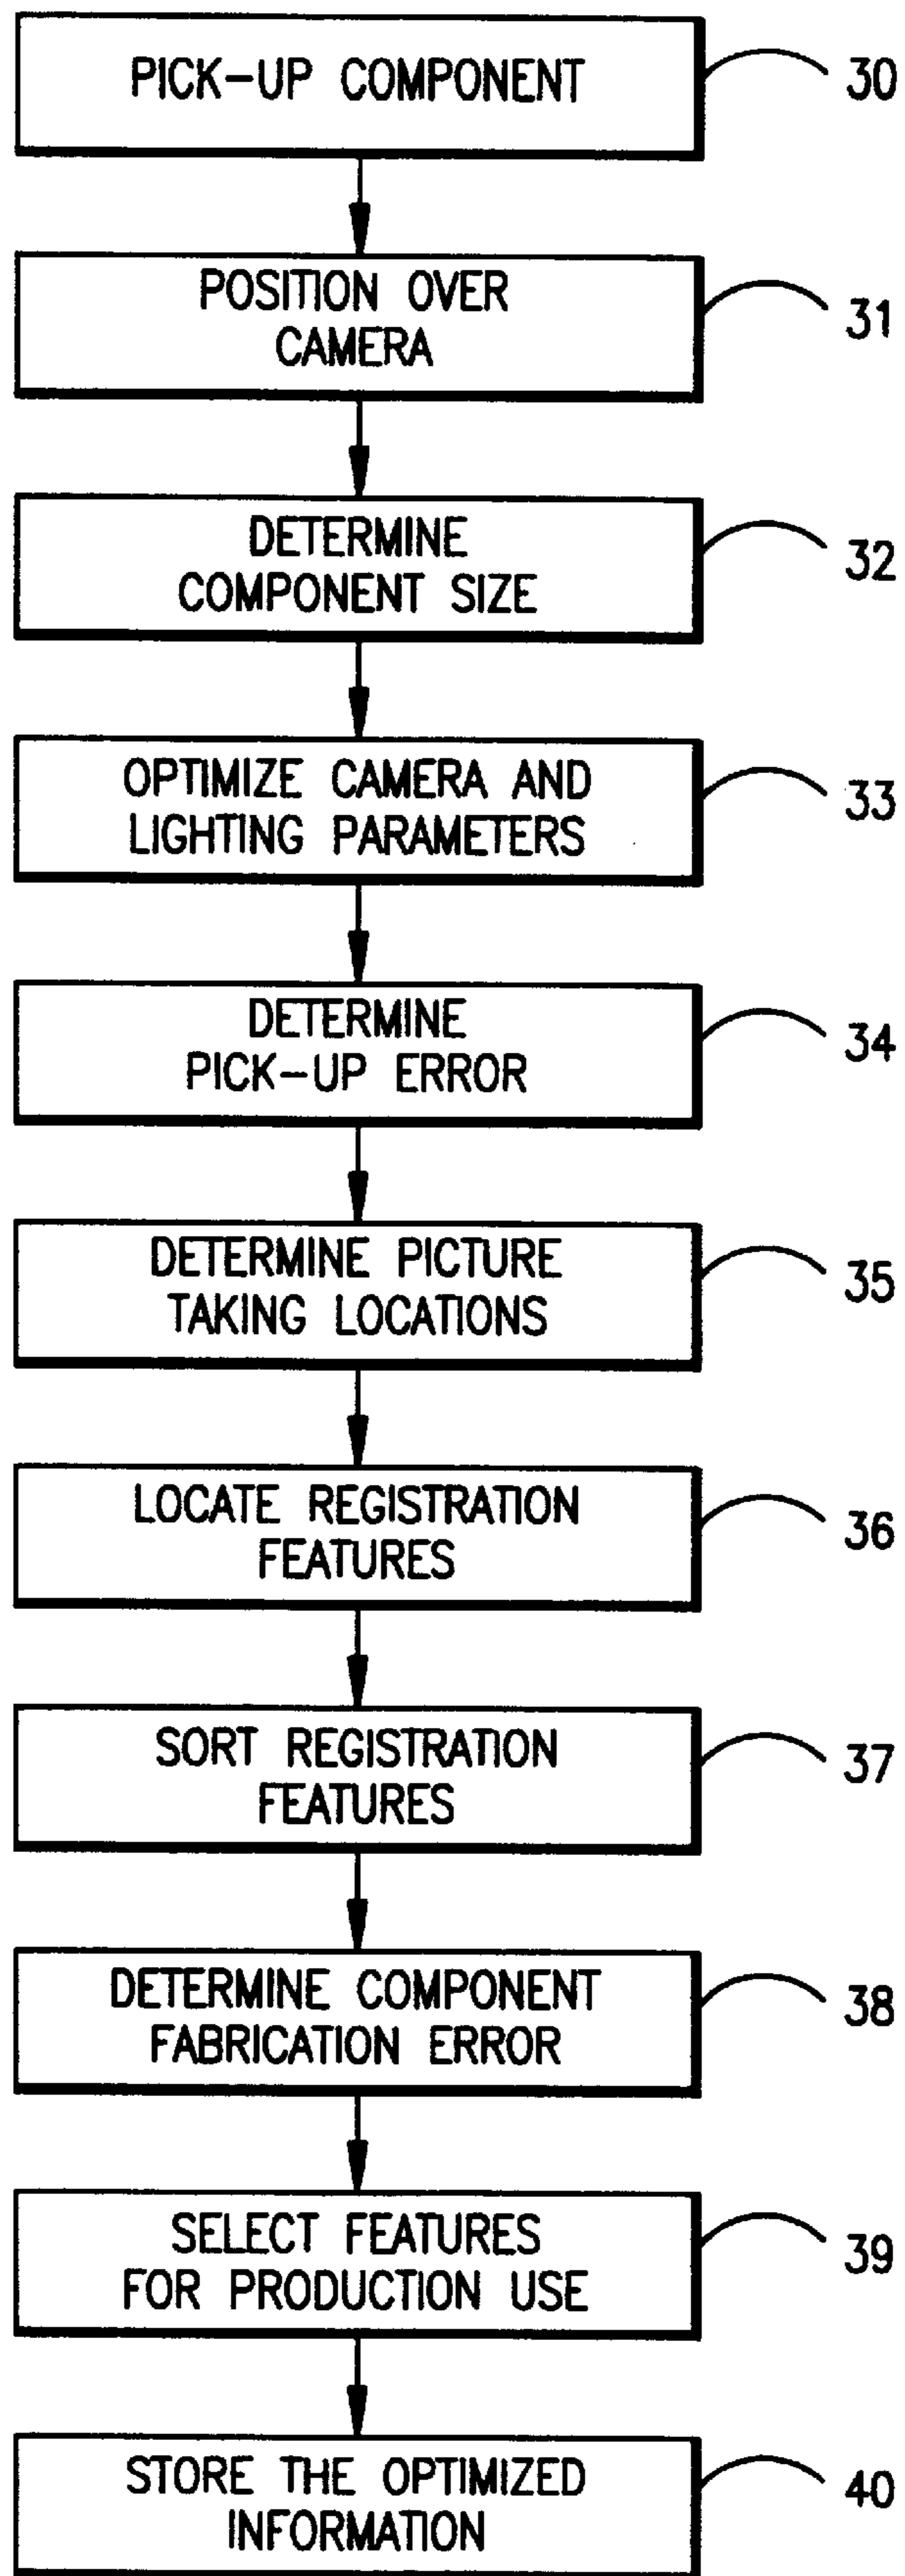 PICK-UP COMPONENT
30
POSITION OVER
CAMERA
31
DETERMINE
COMPONENT SIZE
32
OPTIMIZE CAMERA AND
LIGHTING PARAMETERS
33
DETERMINE
PICK-UP ERROR
34
DETERMINE PICTURE
TAKING LOCATIONS
35
LOCATE REGISTRATION
FEATURES
36
SORT REGISTRATION
FEATURES
37
DETERMINE COMPONENT
FABRICATION ERROR
38
SELECT FEATURES
FOR PRODUCTION USE
39
STORE THE OPTIMIZED
INFORMATION
40